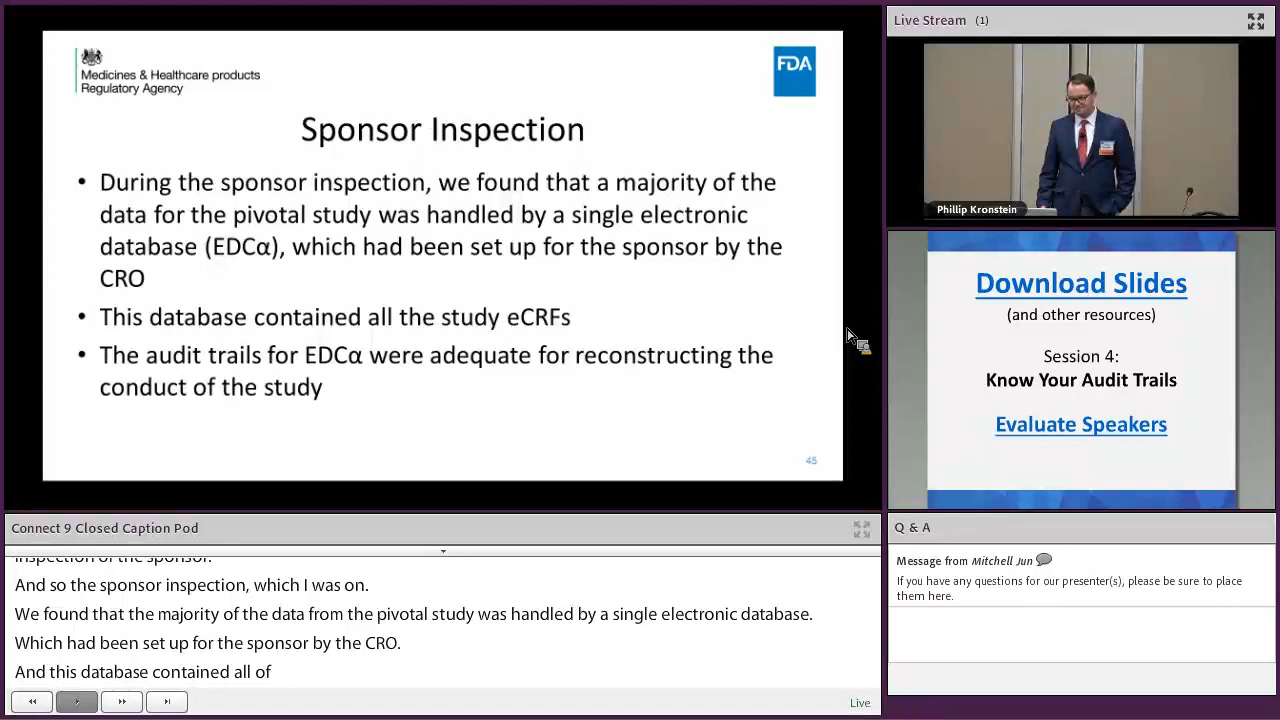 Medicines & Healthcare products
Regulatory Agency
FDA
Sponsor Inspection
• During the sponsor inspection, we found that a majority of the
data for the pivotal study was handled by a single electronic
database (EDCα), which had been set up for the sponsor by the
CRO
• This database contained all the study eCRFs
• The audit trails for EDCα were adequate for reconstructing the
conduct of the study
45
Live Stream (1)
Phillip Kronstein
Download Slides
(and other resources)
Session 4:
Know Your Audit Trails
Evaluate Speakers
Connect 9 Closed Caption Pod
inspection of the sponsor.
And so the sponsor inspection, which I was on.
We found that the majority of the data from the pivotal study was handled by a single electronic database.
Which had been set up for the sponsor by the CRO.
And this database contained all of
Live
Q & A
Message from Mitchell Jun
If you have any questions for our presenter(s), please be sure to place
them here.